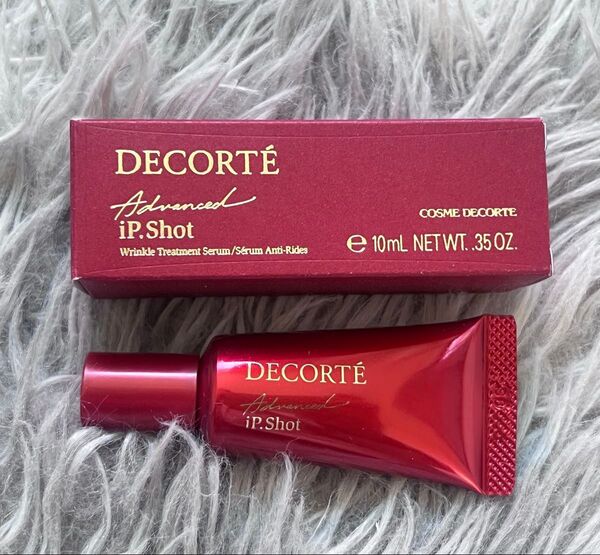 DECORTÉ
Advanced
iP.Shot
Wrinkle Treatment Serum/Sérum Anti-Rides
COSME DECORTE
℮ 10mL NET WT. .35 OZ.
DECORTÉ
Advanced
iP.Shot